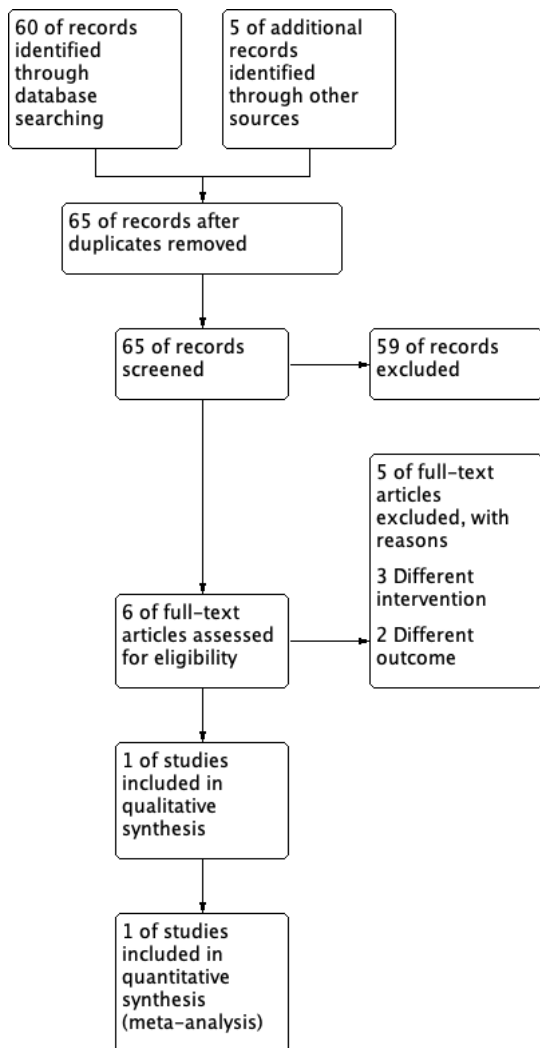 60 of records
identified
through
database
searching
5 of additional
records
identified
through other
sources
65 of records after
duplicates removed
65 of records
screened
59 of records
excluded
5 of full-text
articles
excluded, with
reasons
3 Different
intervention
2 Different
outcome
6 of full-text
articles assessed
for eligibility
1 of studies
included in
qualitative
synthesis
1 of studies
included in
quantitative
synthesis
(meta-analysis)